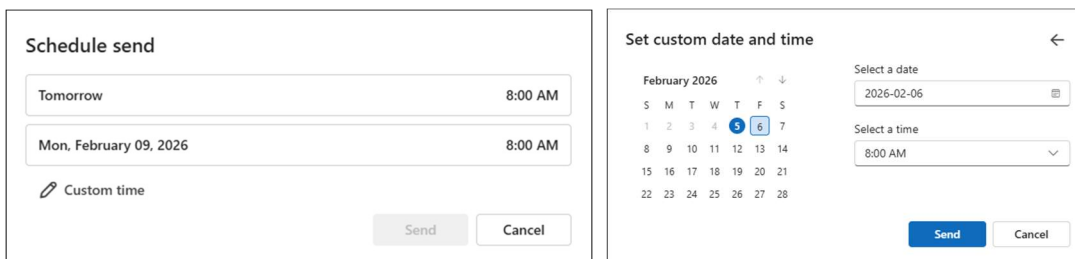 Schedule send
Tomorrow 8:00 AM
Mon, February 09, 2026 8:00 AM
Custom time
Send Cancel
Set custom date and time
February 2026
S M T W T F S
1 2 3 4 5 6 7
8 9 10 11 12 13 14
15 16 17 18 19 20 21
22 23 24 25 26 27 28
Select a date
2026-02-06
Select a time
8:00 AM
Send Cancel